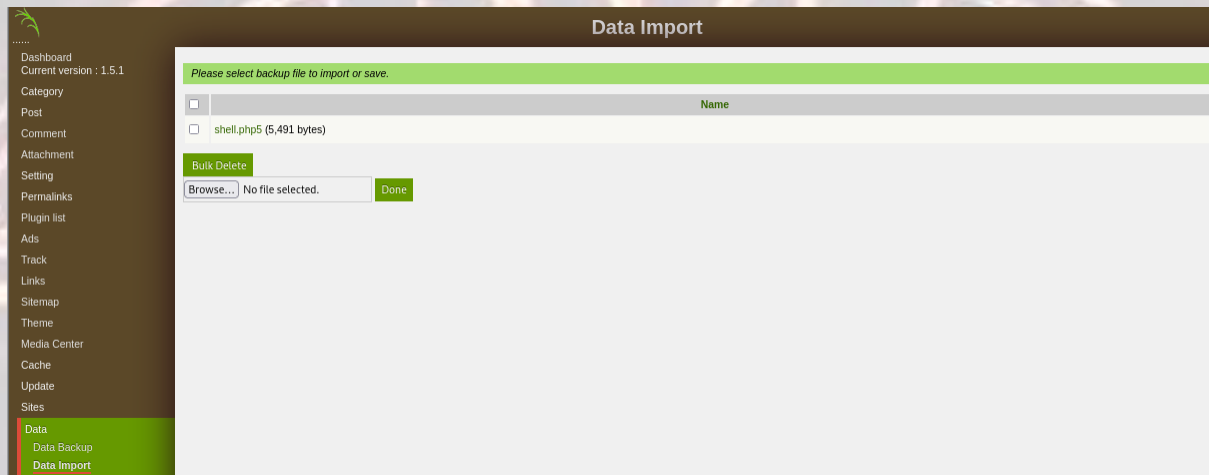 Data Import
......
Dashboard
Current version : 1.5.1
Category
Post
Comment
Attachment
Setting
Permalinks
Plugin list
Ads
Track
Links
Sitemap
Theme
Media Center
Cache
Update
Sites
Data
Data Backup
Data Import
Please select backup file to import or save.
Name
shell.php5 (5,491 bytes)
Bulk Delete
Browse... No file selected. Done